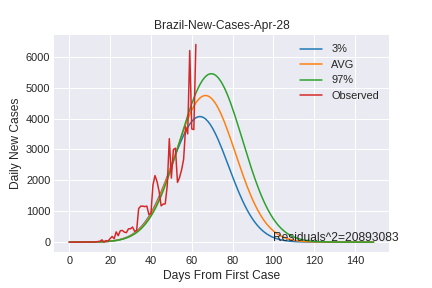 Brazil-New-Cases-Apr-28
3%
AVG
97%
Observed
Daily New Cases
6000
5000
4000
3000
2000
1000
0
Residuals^2=20893083
0 20 40 60 80 100 120 140
Days From First Case